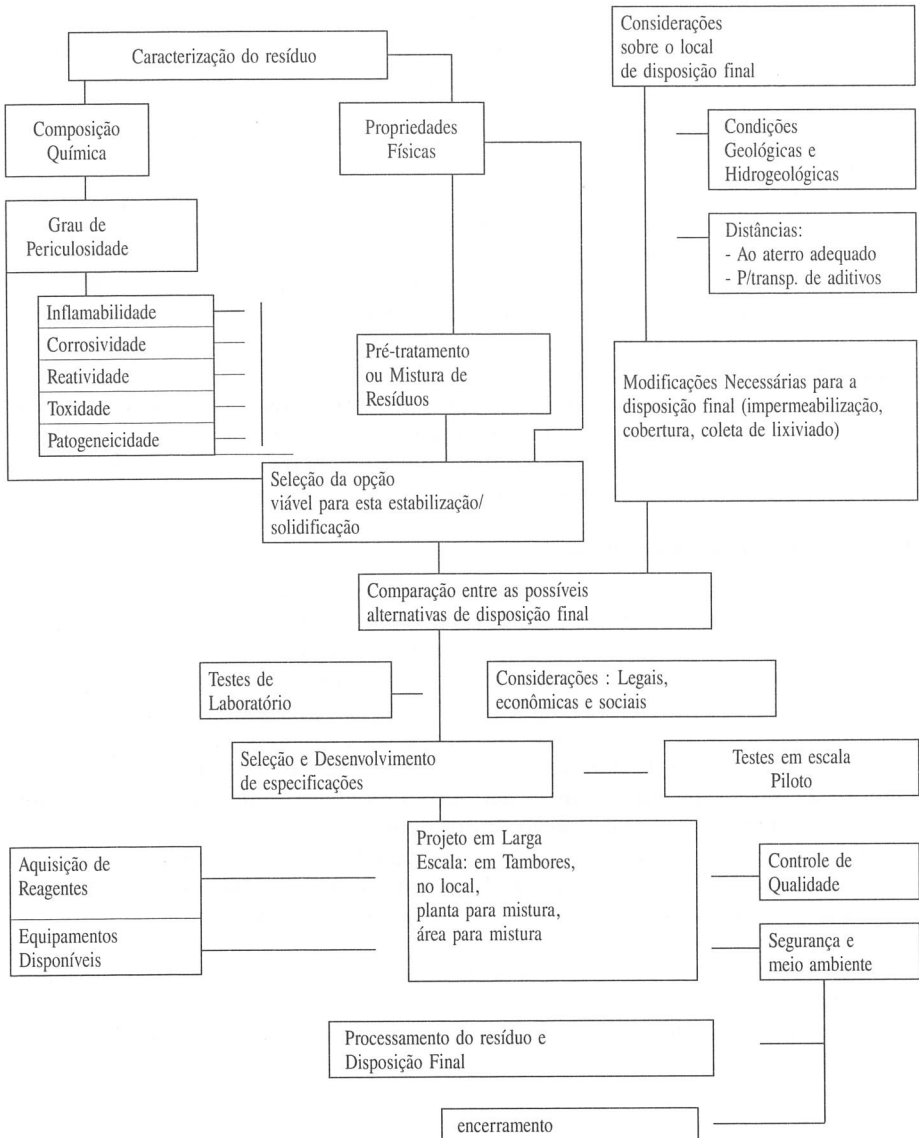 Caracterização do resíduo
Composição
Química
Propriedades
Físicas
Grau de
Periculosidade
Inflamabilidade
Corrosividade
Reatividade
Toxidade
Patogeneicidade
Pré-tratamento
ou Mistura de
Resíduos
Considerações
sobre o local
de disposição final
Condições
Geológicas e
Hidrogeológicas
Distâncias:
- Ao aterro adequado
- P/transp. de aditivos
Modificações Necessárias para a
disposição final (impermeabilização,
cobertura, coleta de lixiviado)
Seleção da opção
viável para esta estabilização/
solidificação
Comparação entre as possíveis
alternativas de disposição final
Testes de
Laboratório
Considerações : Legais,
econômicas e sociais
Seleção e Desenvolvimento
de especificações
Testes em escala
Piloto
Projeto em Larga
Escala: em Tambores,
no local,
planta para mistura,
área para mistura
Aquisição de
Reagentes
Equipamentos
Disponíveis
Controle de
Qualidade
Segurança e
meio ambiente
Processamento do resíduo e
Disposição Final
encerramento